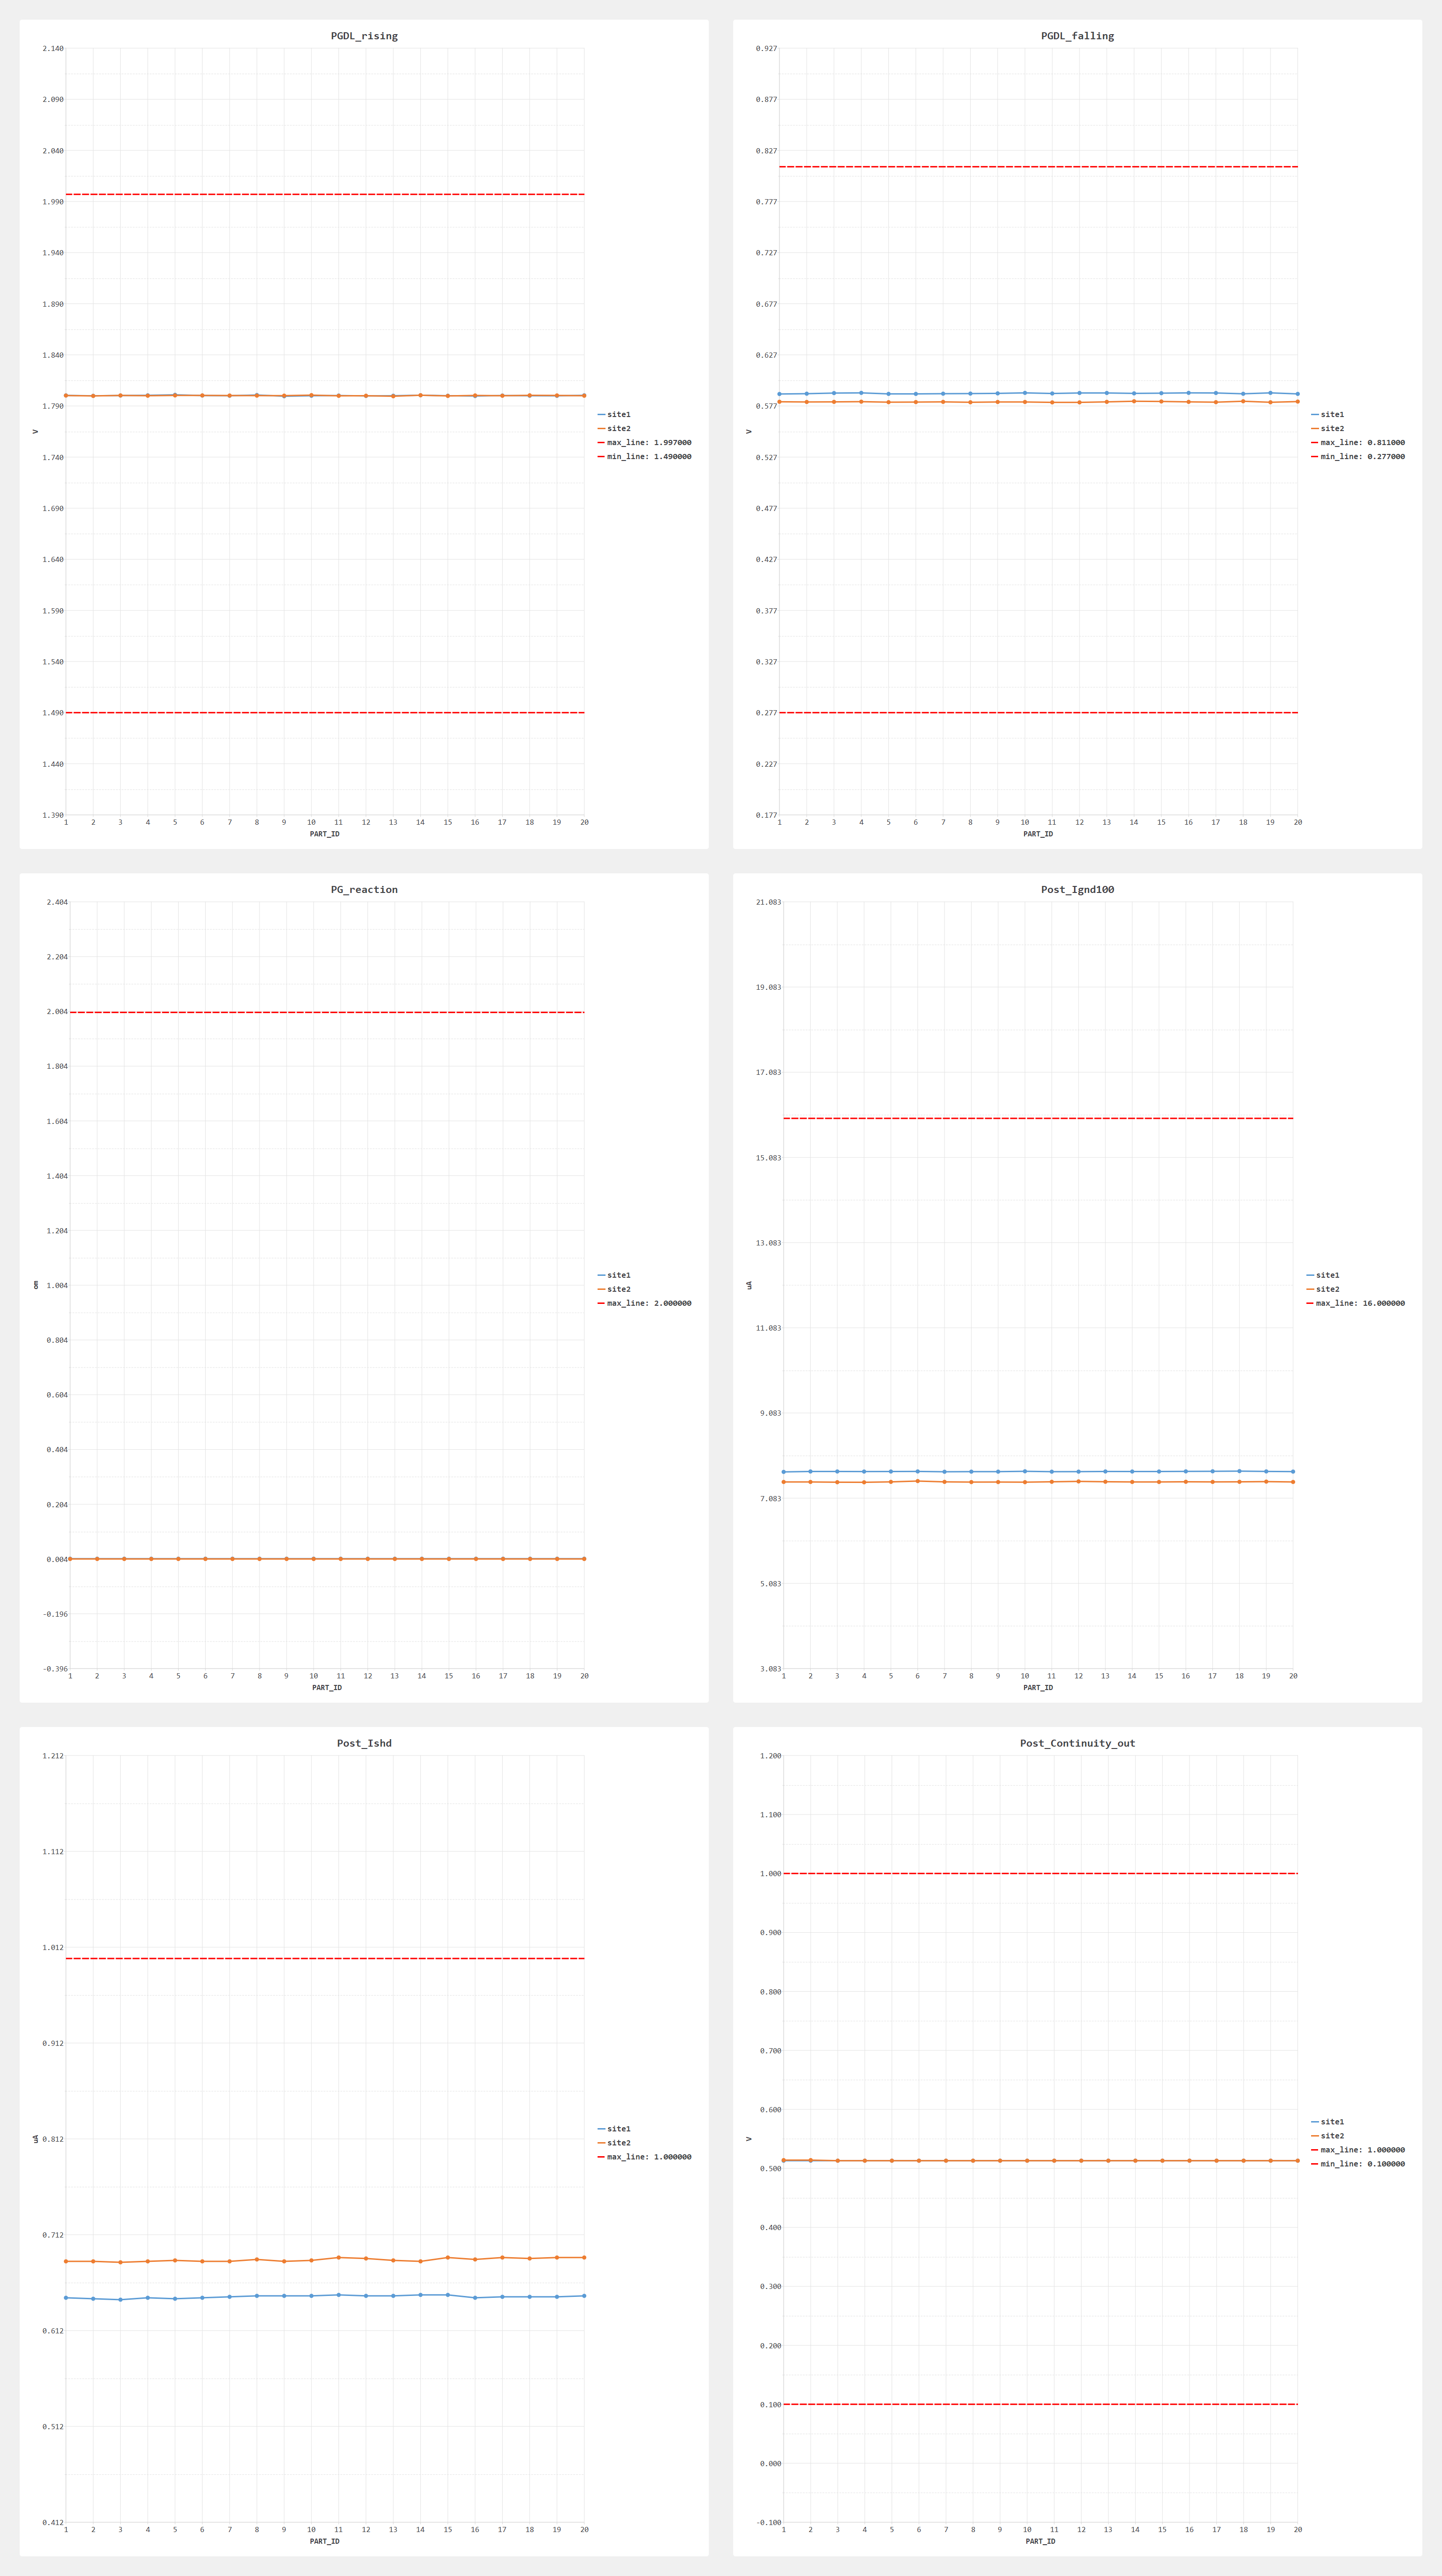 PGDL_rising
2.140
2.090
2.040
1.990
1.940
1.890
1.840
1.790
1.740
1.690
1.640
1.590
1.540
1.490
1.440
1.390
V
1 2 3 4 5 6 7 8 9 10 11 12 13 14 15 16 17 18 19 20
PART_ID
site1
site2
max_line: 1.997000
min_line: 1.490000
PGDL_falling
0.927
0.877
0.827
0.777
0.727
0.677
0.627
0.577
0.527
0.477
0.427
0.377
0.327
0.277
0.227
0.177
V
1 2 3 4 5 6 7 8 9 10 11 12 13 14 15 16 17 18 19 20
PART_ID
site1
site2
max_line: 0.811000
min_line: 0.277000
PG_reaction
2.404
2.204
2.004
1.804
1.604
1.404
1.204
1.004
0.804
0.604
0.404
0.204
0.004
-0.196
-0.396
om
1 2 3 4 5 6 7 8 9 10 11 12 13 14 15 16 17 18 19 20
PART_ID
site1
site2
max_line: 2.000000
Post_Ignd100
21.083
19.083
17.083
15.083
13.083
11.083
9.083
7.083
5.083
3.083
uA
1 2 3 4 5 6 7 8 9 10 11 12 13 14 15 16 17 18 19 20
PART_ID
site1
site2
max_line: 16.000000
Post_Ishd
1.212
1.112
1.012
0.912
0.812
0.712
0.612
0.512
0.412
uA
1 2 3 4 5 6 7 8 9 10 11 12 13 14 15 16 17 18 19 20
PART_ID
site1
site2
max_line: 1.000000
Post_Continuity_out
1.200
1.100
1.000
0.900
0.800
0.700
0.600
0.500
0.400
0.300
0.200
0.100
0.000
-0.100
V
1 2 3 4 5 6 7 8 9 10 11 12 13 14 15 16 17 18 19 20
PART_ID
site1
site2
max_line: 1.000000
min_line: 0.100000